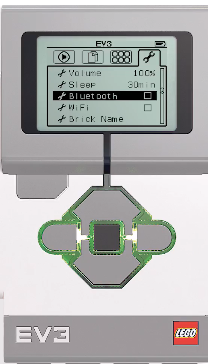 EV3
Volume 100%
Sleep 30min
Bluetooth
WiFi
Brick Name
EV3
LEGO